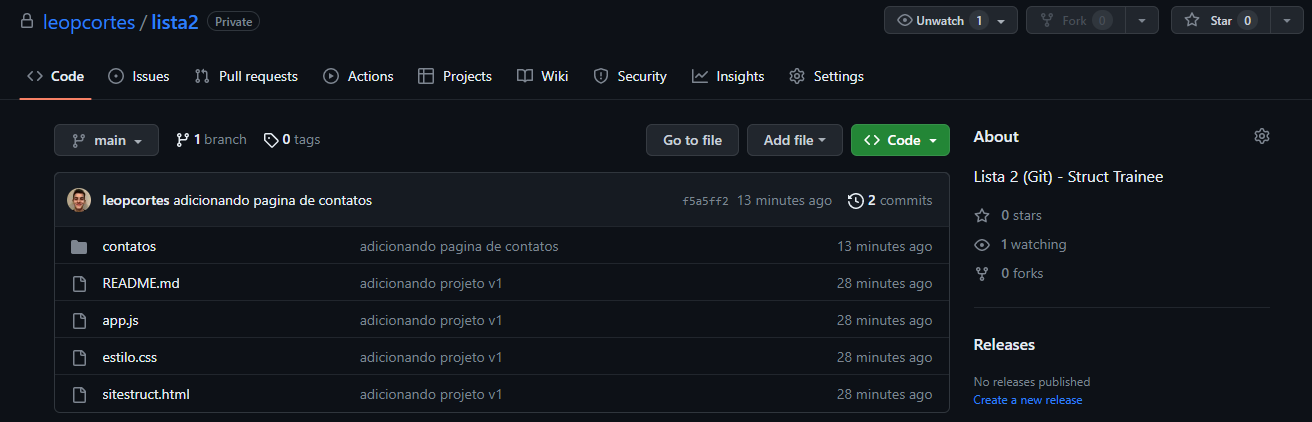 leopcortes / lista2 Private Unwatch 1 Fork 0 Star 0
Code Issues Pull requests Actions Projects Wiki Security Insights Settings
main 1 branch 0 tags Go to file Add file Code
leopcortes adicionando pagina de contatos f5a5ff2 13 minutes ago 2 commits
contatos adicionando pagina de contatos 13 minutes ago
README.md adicionando projeto v1 28 minutes ago
app.js adicionando projeto v1 28 minutes ago
estilo.css adicionando projeto v1 28 minutes ago
sitestruct.html adicionando projeto v1 28 minutes ago
About
Lista 2 (Git) - Struct Trainee
0 stars
1 watching
0 forks
Releases
No releases published
Create a new release